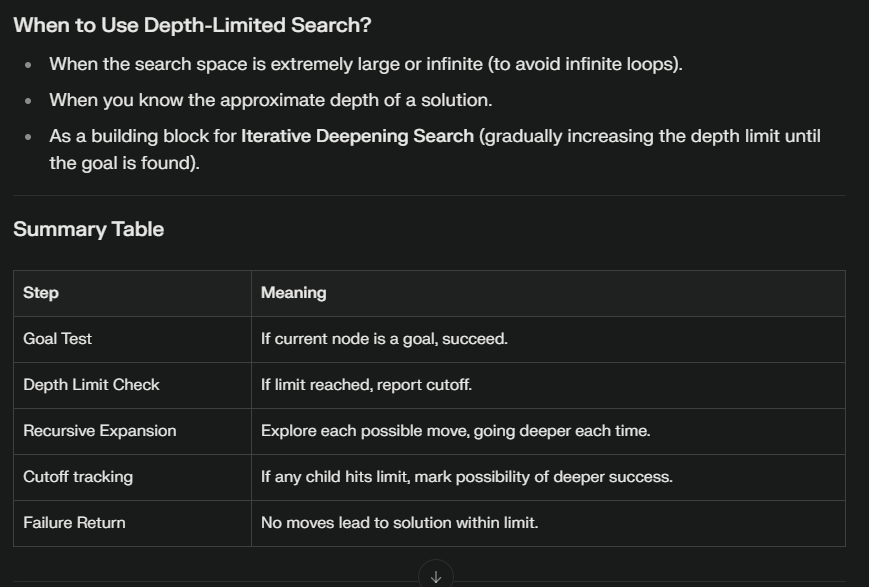 When to Use Depth-Limited Search?
When the search space is extremely large or infinite (to avoid infinite loops).
When you know the approximate depth of a solution.
As a building block for Iterative Deepening Search (gradually increasing the depth limit until
the goal is found).
Summary Table
Step Meaning
Goal Test If current node is a goal, succeed.
Depth Limit Check If limit reached, report cutoff.
Recursive Expansion Explore each possible move, going deeper each time.
Cutoff tracking If any child hits limit, mark possibility of deeper success.
Failure Return No moves lead to solution within limit.